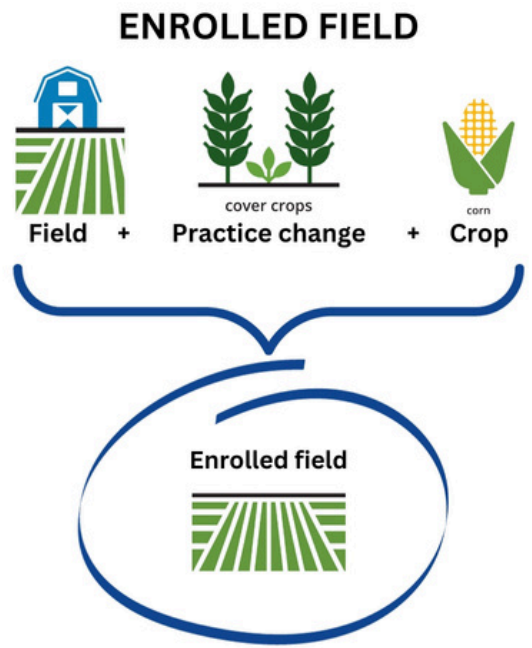 ENROLLED FIELD
cover crops
corn
Field + Practice change + Crop
Enrolled field